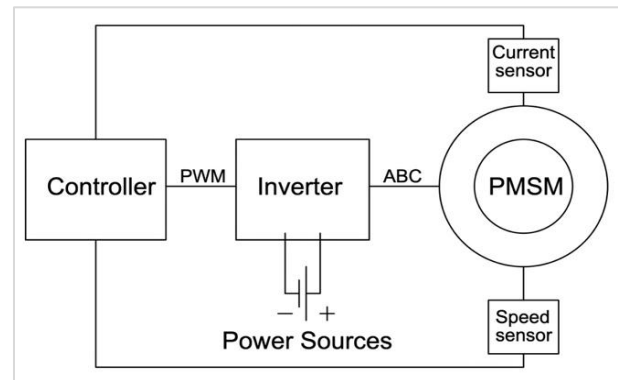 Current
sensor
Controller
PWM
Inverter
ABC
PMSM
− +
Power Sources
Speed
sensor